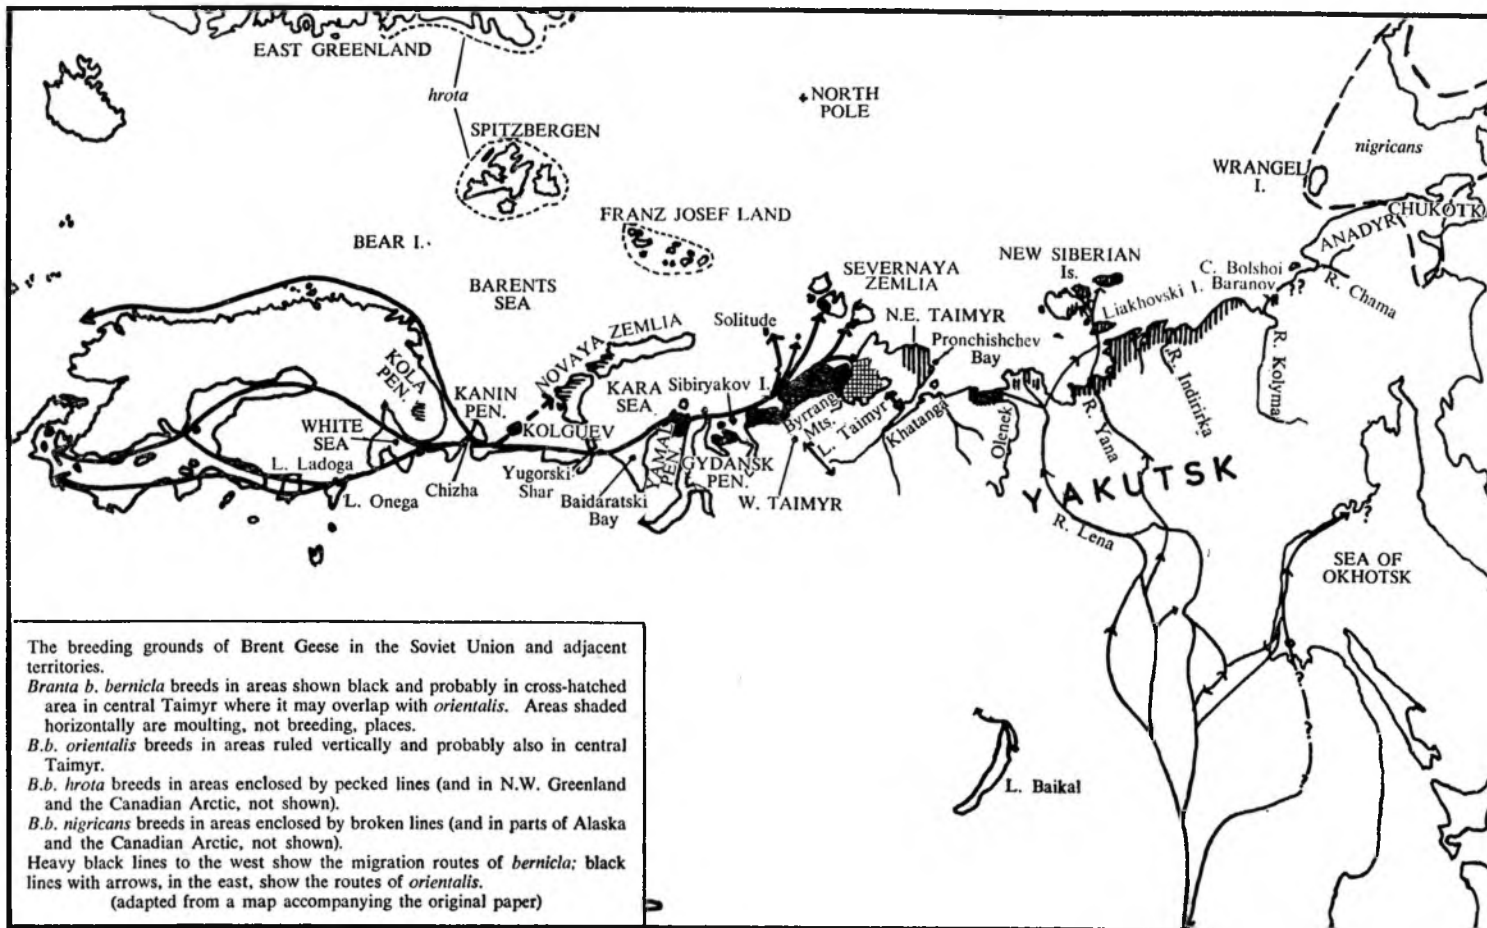 EAST GREENLAND
hrota
SPITZBERGEN
NORTH
POLE
nigricans
WRANGEL
I.
CHUKOTK
ANADYR
FRANZ JOSEF LAND
BEAR I.
BARENTS
SEA
SEVERNAYA
ZEMLIA
NEW SIBERIAN
Is.
C. Bolshoi
Baranov
??
R. Chama
Liakhovski I.
Solitude
N.E. TAIMYR
Pronchishchev
Bay
NOVAYA ZEMLIA
KOLA
PEN.
KANIN
PEN.
KARA
SEA
Sibiryakov I.
Byrrang
Mts.
L. Taimyr
Khatanga
Olenek
R. Yana
R. Indirirka
R. Kolyma
WHITE
SEA
KOLGUEV
L. Ladoga
L. Onega
Chizha
Yugorski
Shar
Baidaratski
Bay
YAMAL
PEN.
GYDANSK
PEN.
W. TAIMYR
YAKUTSK
R. Lena
?
SEA OF
OKHOTSK
?
?
L. Baikal
The breeding grounds of Brent Geese in the Soviet Union and adjacent
territories.
Branta b. bernicla breeds in areas shown black and probably in cross-hatched
area in central Taimyr where it may overlap with orientalis. Areas shaded
horizontally are moulting, not breeding, places.
B.b. orientalis breeds in areas ruled vertically and probably also in central
Taimyr.
B.b. hrota breeds in areas enclosed by pecked lines (and in N.W. Greenland
and the Canadian Arctic, not shown).
B.b. nigricans breeds in areas enclosed by broken lines (and in parts of Alaska
and the Canadian Arctic, not shown).
Heavy black lines to the west show the migration routes of bernicla; black
lines with arrows, in the east, show the routes of orientalis.
(adapted from a map accompanying the original paper)